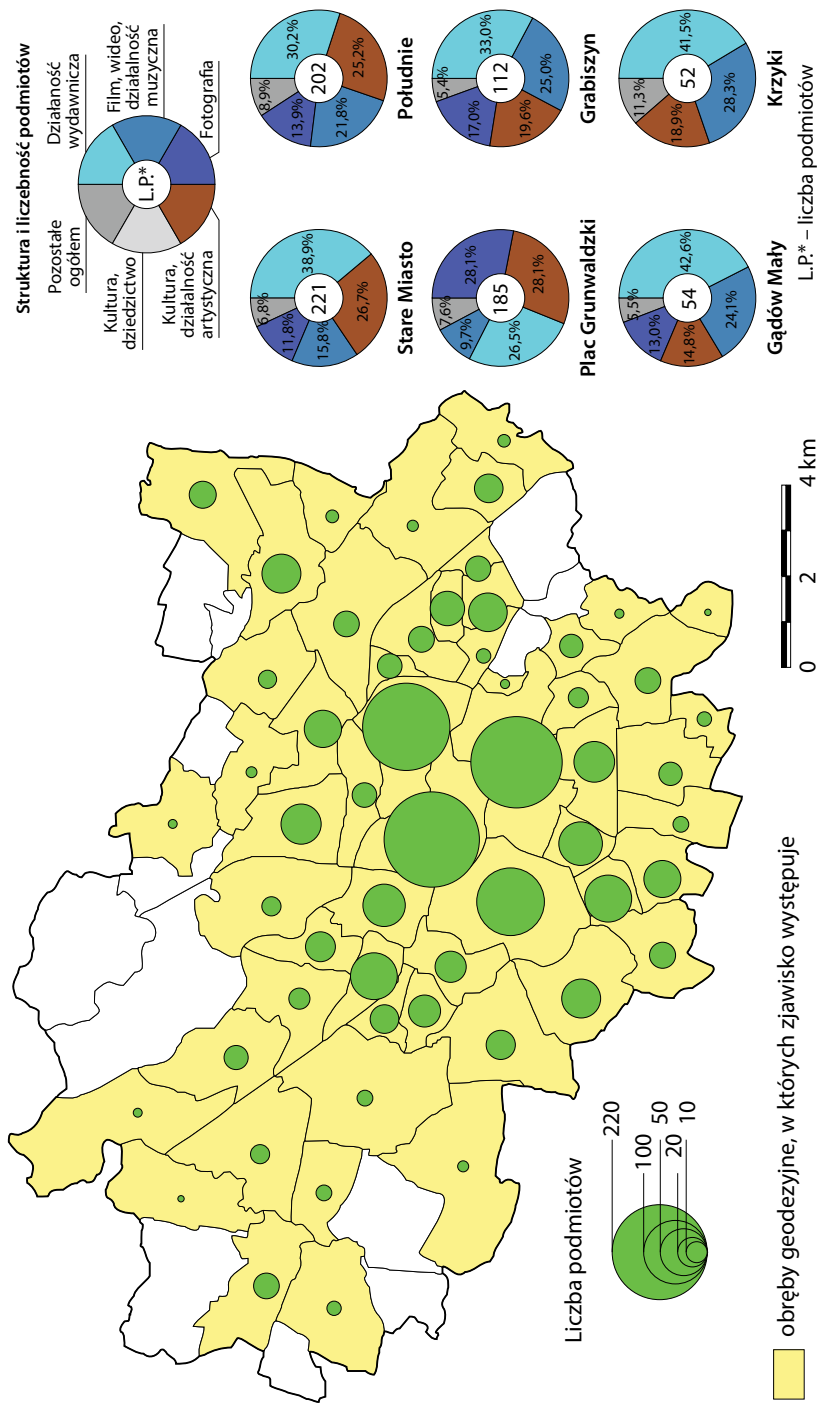 Struktura i liczebność podmiotów
Pozostałe
ogółem
Działaność
wydawnicza
Kultura,
dziedzictwo
L.P.*
Film, wideo,
działalność
muzyczna
Kultura,
działalność
artystyczna
Fotografia
6,8%
38,9%
11,8%
221
15,8%
26,7%
Stare Miasto
8,9%
30,2%
13,9%
202
21,8%
25,2%
Południe
7,6%
28,1%
9,7%
185
26,5%
28,1%
Plac Grunwaldzki
5,4%
33,0%
17,0%
112
19,6%
25,0%
Grabiszyn
5,5%
42,6%
13,0%
54
14,8%
24,1%
Gądów Mały
11,3%
41,5%
52
18,9%
28,3%
Krzyki
L.P.* – liczba podmiotów
Liczba podmiotów
220
100
50
20
10
0 2 4 km
obręby geodezyjne, w których zjawisko występuje